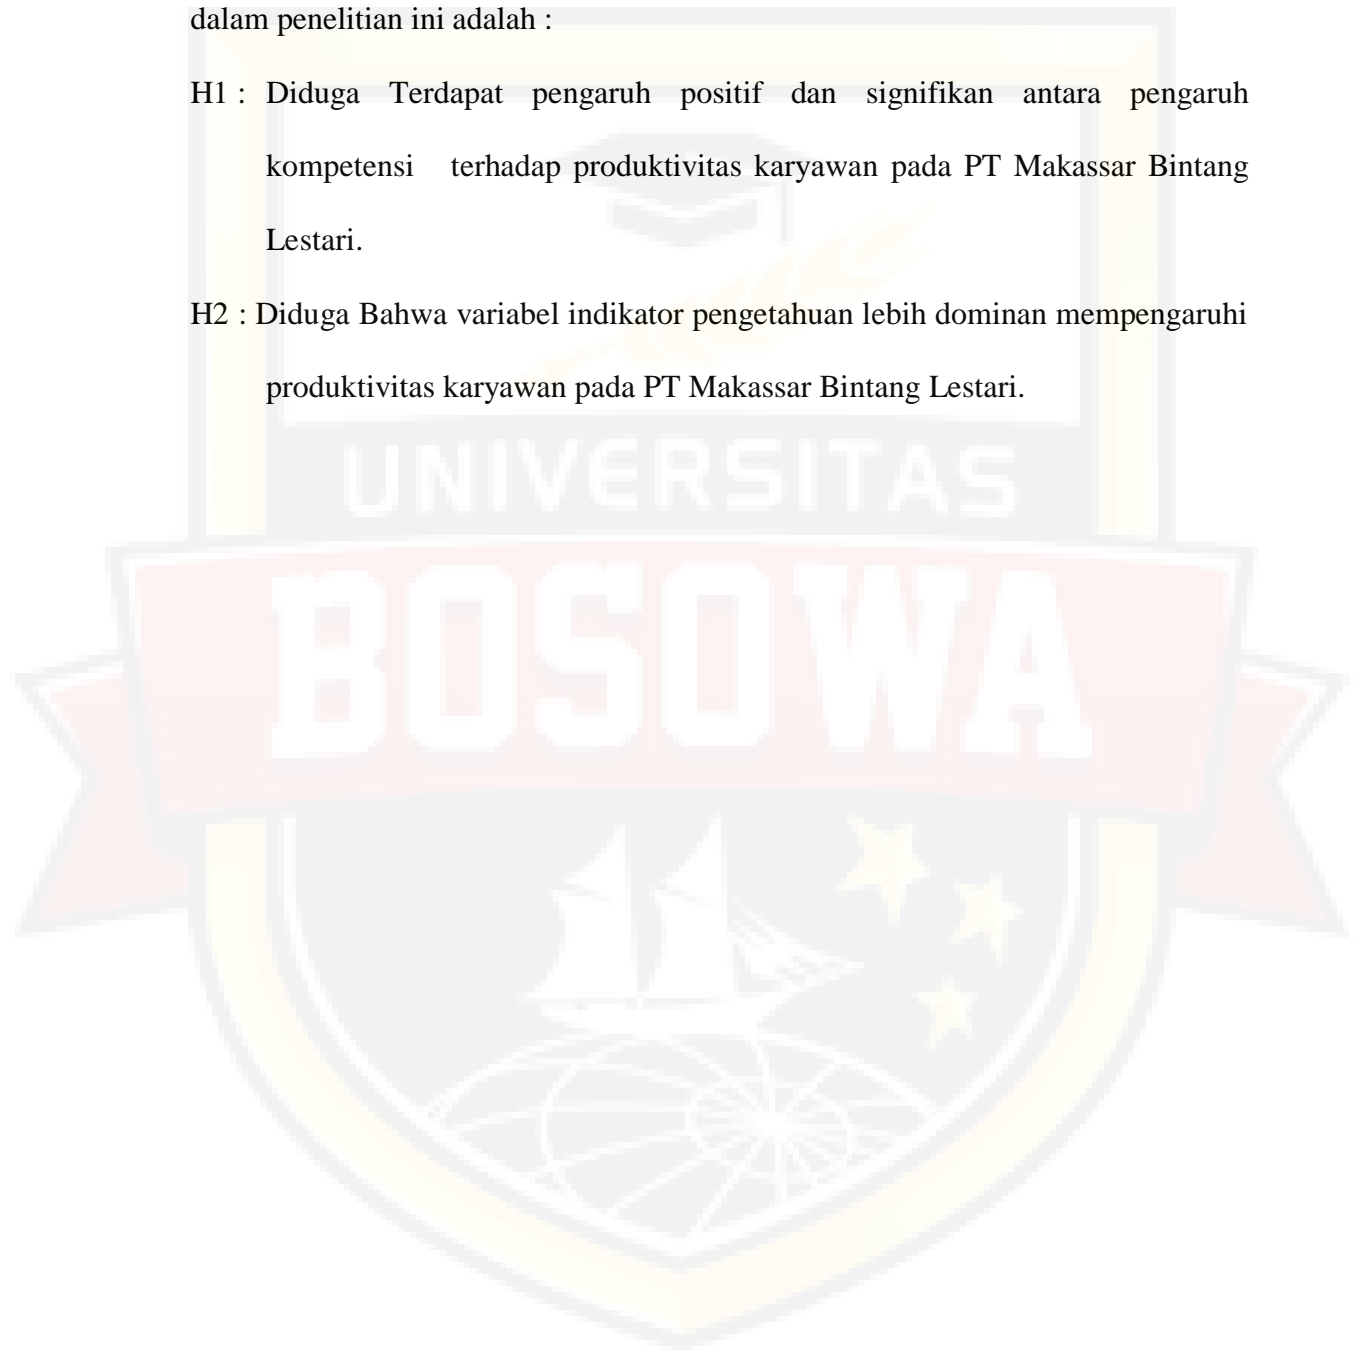 dalam penelitian ini adalah :
H1 : Diduga Terdapat pengaruh positif dan signifikan antara pengaruh
kompetensi terhadap produktivitas karyawan pada PT Makassar Bintang
Lestari.
H2 : Diduga Bahwa variabel indikator pengetahuan lebih dominan mempengaruhi
produktivitas karyawan pada PT Makassar Bintang Lestari.
UNIVERSITAS
BOSOWA